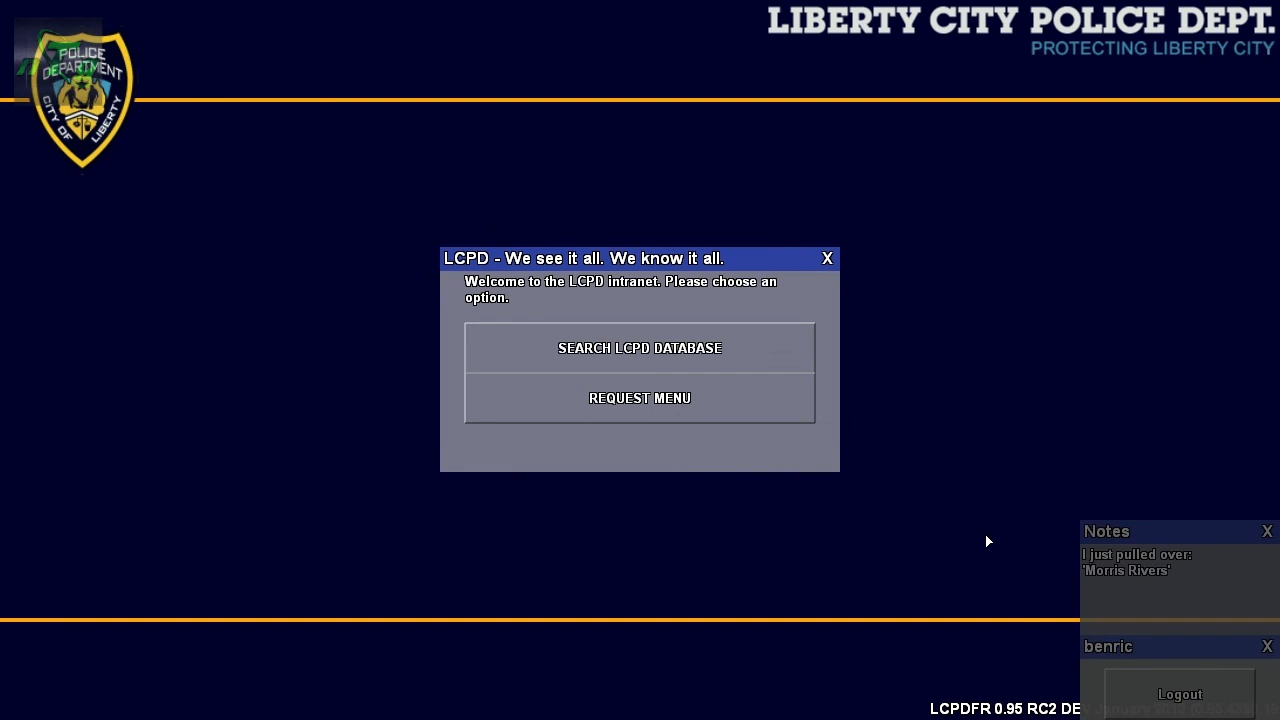 LIBERTY CITY POLICE DEPT.
PROTECTING LIBERTY CITY
POLICE
DEPARTMENT
CITY OF LIBERTY
LCPD - We see it all. We know it all. X
Welcome to the LCPD intranet. Please choose an
option.
SEARCH LCPD DATABASE
REQUEST MENU
Notes X
I just pulled over:
'Morris Rivers'
benric X
Logout
LCPDFR 0.95 RC2 DE